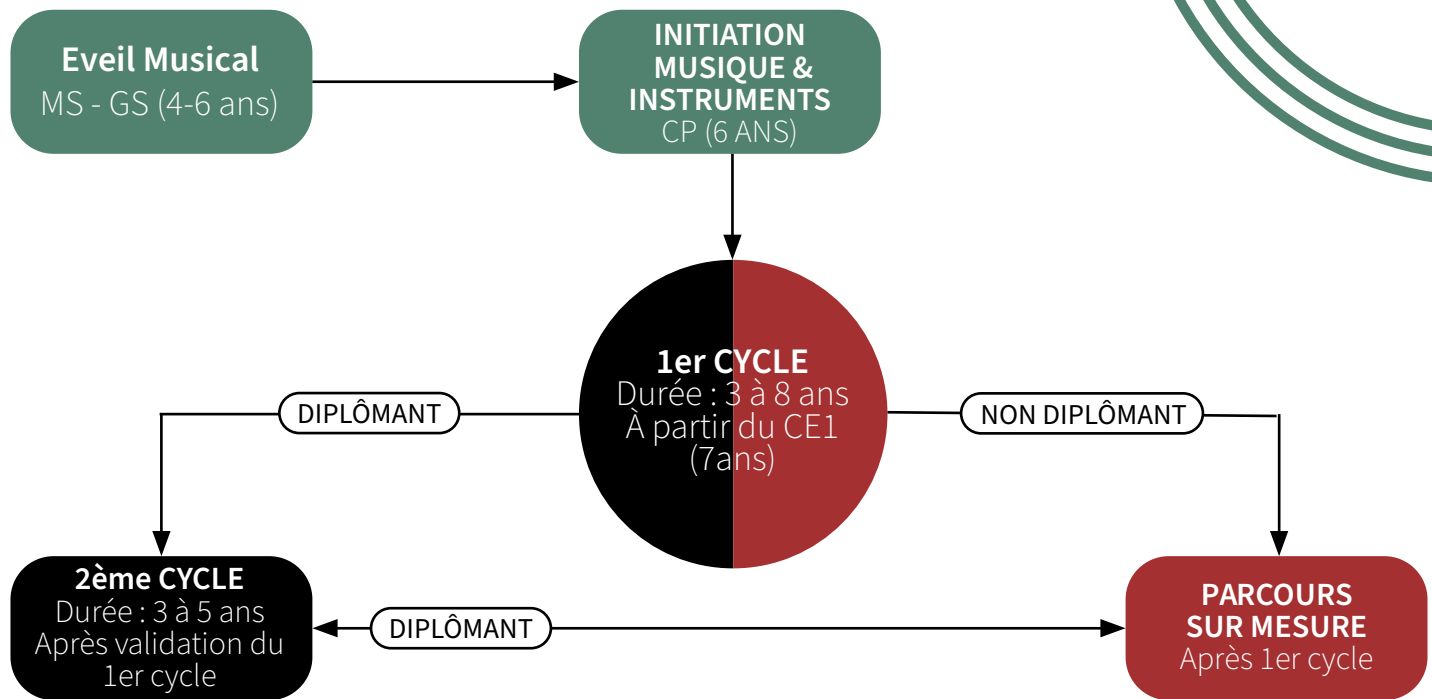 Eveil Musical
MS - GS (4-6 ans)
INITIATION
MUSIQUE &
INSTRUMENTS
CP (6 ANS)
1er CYCLE
Durée : 3 à 8 ans
À partir du CE1
(7ans)
DIPLÔMANT
NON DIPLÔMANT
2ème CYCLE
Durée : 3 à 5 ans
Après validation du
1er cycle
DIPLÔMANT
PARCOURS
SUR MESURE
Après 1er cycle